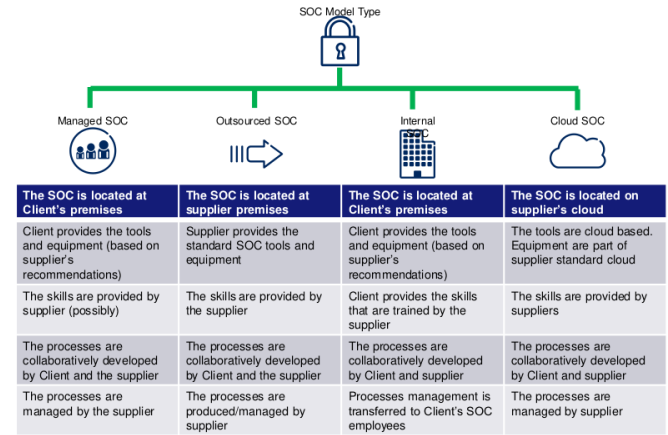 SOC Model Type
Managed SOC
Outsourced SOC
Internal
SOC
Cloud SOC
The SOC is located at
Client's premises
The SOC is located at
supplier premises
The SOC is located at
Client's premises
The SOC is located on
supplier's cloud
Client provides the tools
and equipment (based on
supplier's
recommendations)
Supplier provides the
standard SOC tools and
equipment
Client provides the tools
and equipment (based on
supplier's
recommendations)
The tools are cloud based.
Equipment are part of
supplier standard cloud
The skills are provided by
supplier (possibly)
The skills are provided by
the supplier
Client provides the skills
that are trained by the
supplier
The skills are provided by
suppliers
The processes are
collaboratively developed
by Client and the supplier
The processes are
collaboratively developed
by Client and the supplier
The processes are
collaboratively developed
by Client and supplier
The processes are
collaboratively developed
by Client and supplier
The processes are
managed by the supplier
The processes are
produced/managed by
supplier
Processes management is
transferred to Client's SOC
employees
The processes are
managed by supplier